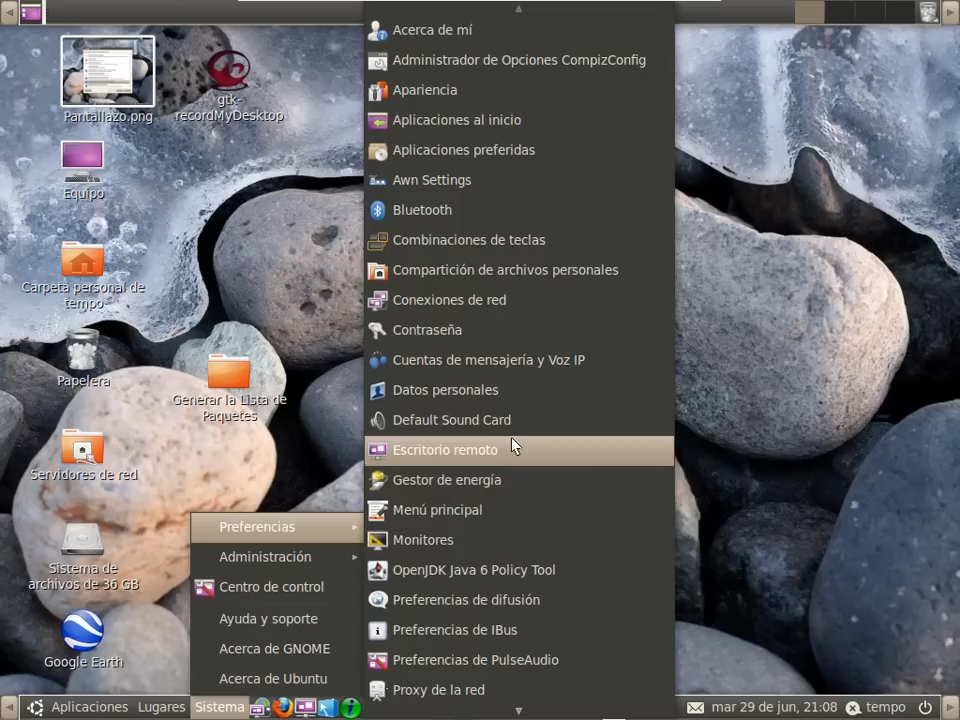 Pantallazo.png
gtk-
recordMyDesktop
Equipo
Carpeta personal de
tempo
Papelera
Generar la Lista de
Paquetes
Servidores de red
Sistema de
archivos de 36 GB
Google Earth
Acerca de mí
Administrador de Opciones CompizConfig
Apariencia
Aplicaciones al inicio
Aplicaciones preferidas
Awn Settings
Bluetooth
Combinaciones de teclas
Compartición de archivos personales
Conexiones de red
Contraseña
Cuentas de mensajería y Voz IP
Datos personales
Default Sound Card
Escritorio remoto
Gestor de energía
Menú principal
Monitores
OpenJDK Java 6 Policy Tool
Preferencias de difusión
Preferencias de IBus
Preferencias de PulseAudio
Proxy de la red
Preferencias
Administración
Centro de control
Ayuda y soporte
Acerca de GNOME
Acerca de Ubuntu
Aplicaciones Lugares Sistema mar 29 de jun, 21:08 tempo